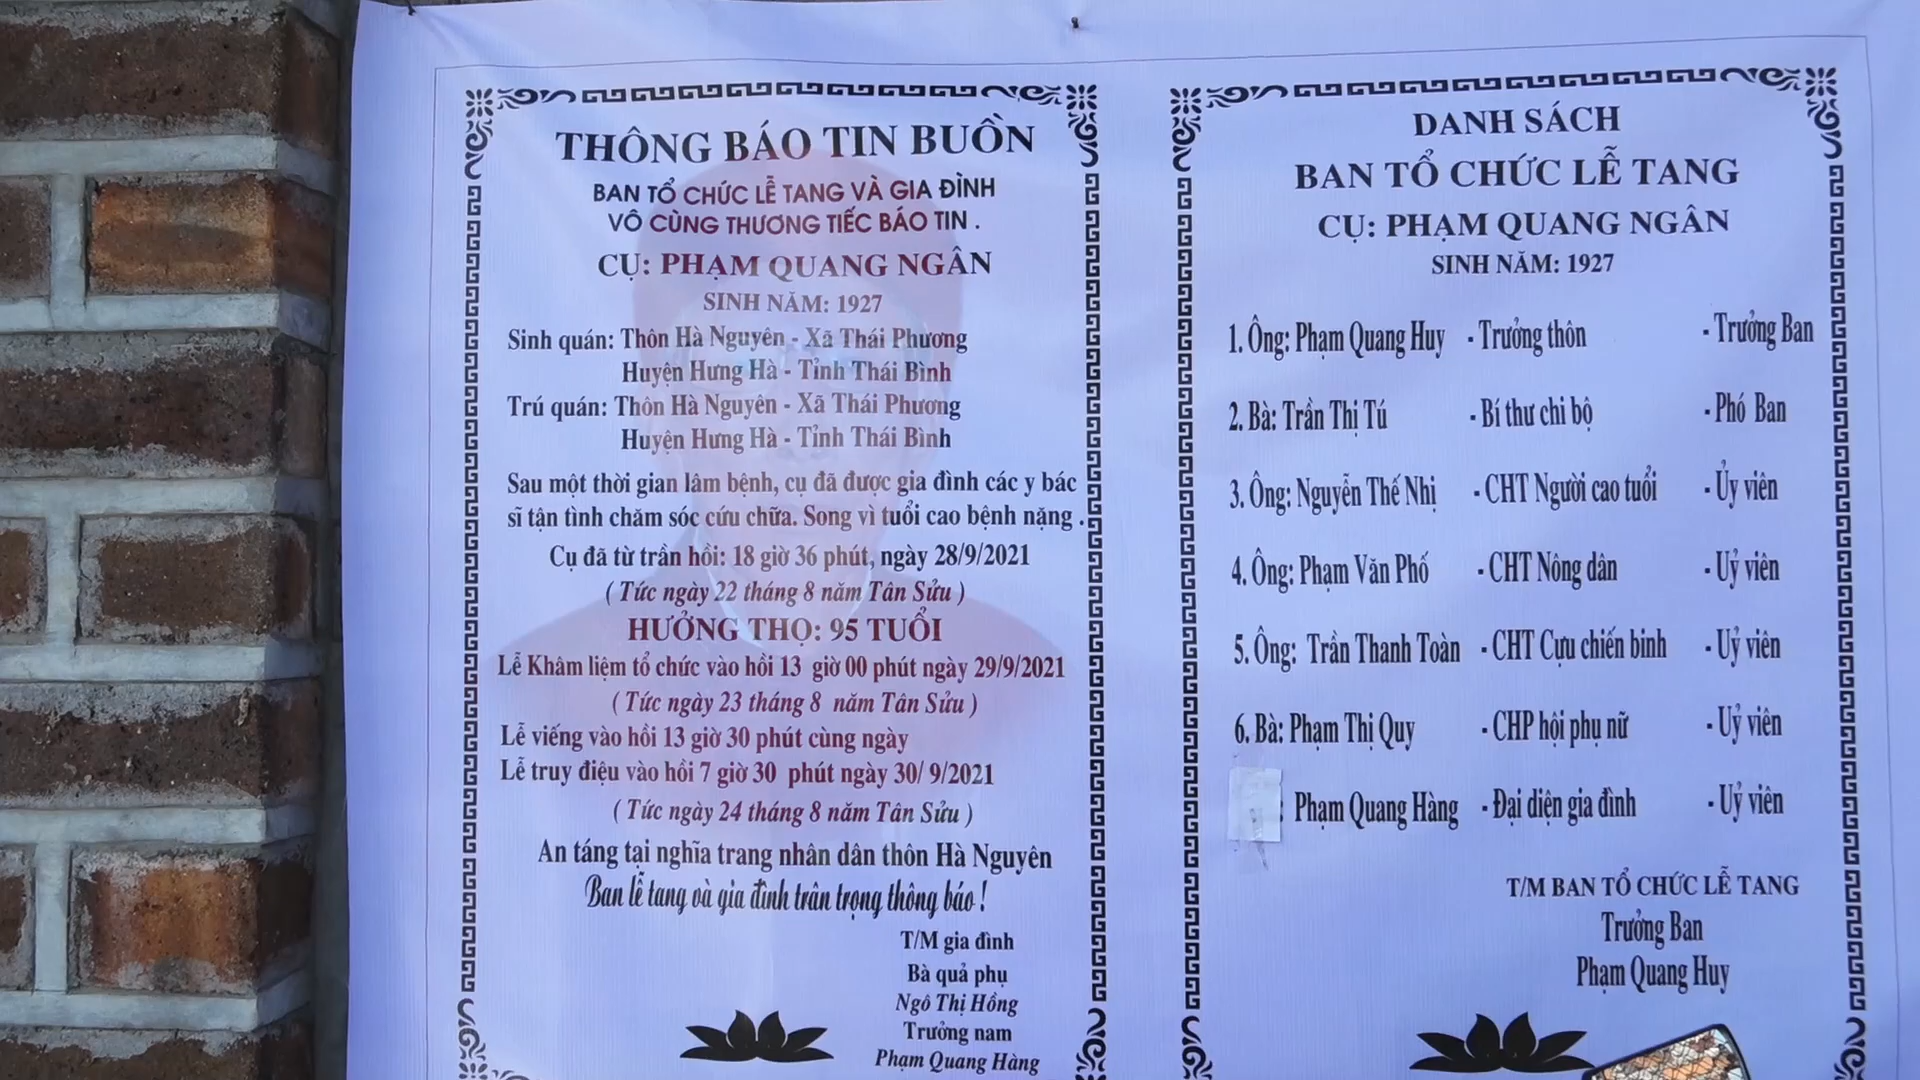 THÔNG BÁO TIN BUỒN
BAN TỔ CHỨC LỄ TANG VÀ GIA ĐÌNH
VÔ CÙNG THƯƠNG TIẾC BÁO TIN .
CỤ: PHẠM QUANG NGÂN
SINH NĂM: 1927
Sinh quán: Thôn Hà Nguyên - Xã Thái Phương
Huyện Hưng Hà - Tỉnh Thái Bình
Trú quán: Thôn Hà Nguyên - Xã Thái Phương
Huyện Hưng Hà - Tỉnh Thái Bình
Sau một thời gian lâm bệnh, cụ đã được gia đình các y bác
sĩ tận tình chăm sóc cứu chữa. Song vì tuổi cao bệnh nặng .
Cụ đã từ trần hồi: 18 giờ 36 phút, ngày 28/9/2021
( Tức ngày 22 tháng 8 năm Tân Sửu )
HƯỞNG THỌ: 95 TUỔI
Lễ Khâm liệm tổ chức vào hồi 13 giờ 00 phút ngày 29/9/2021
( Tức ngày 23 tháng 8 năm Tân Sửu )
Lễ viếng vào hồi 13 giờ 30 phút cùng ngày
Lễ truy điệu vào hồi 7 giờ 30 phút ngày 30/ 9/2021
( Tức ngày 24 tháng 8 năm Tân Sửu )
An táng tại nghĩa trang nhân dân thôn Hà Nguyên
Ban lễ tang và gia đình trân trọng thông báo !
T/M gia đình
Bà quả phụ
Ngô Thị Hồng
Trưởng nam
Phạm Quang Hàng
DANH SÁCH
BAN TỔ CHỨC LỄ TANG
CỤ: PHẠM QUANG NGÂN
SINH NĂM: 1927
1. Ông: Phạm Quang Huy - Trưởng thôn - Trưởng Ban
2. Bà: Trần Thị Tú - Bí thư chi bộ - Phó Ban
3. Ông: Nguyễn Thế Nhị - CHT Người cao tuổi - Ủy viên
4. Ông: Phạm Văn Phố - CHT Nông dân - Uỷ viên
5. Ông: Trần Thanh Toàn - CHT Cựu chiến binh - Uỷ viên
6. Bà: Phạm Thị Quy - CHP hội phụ nữ - Uỷ viên
: Phạm Quang Hàng - Đại diện gia đình - Uỷ viên
T/M BAN TỔ CHỨC LỄ TANG
Trưởng Ban
Phạm Quang Huy